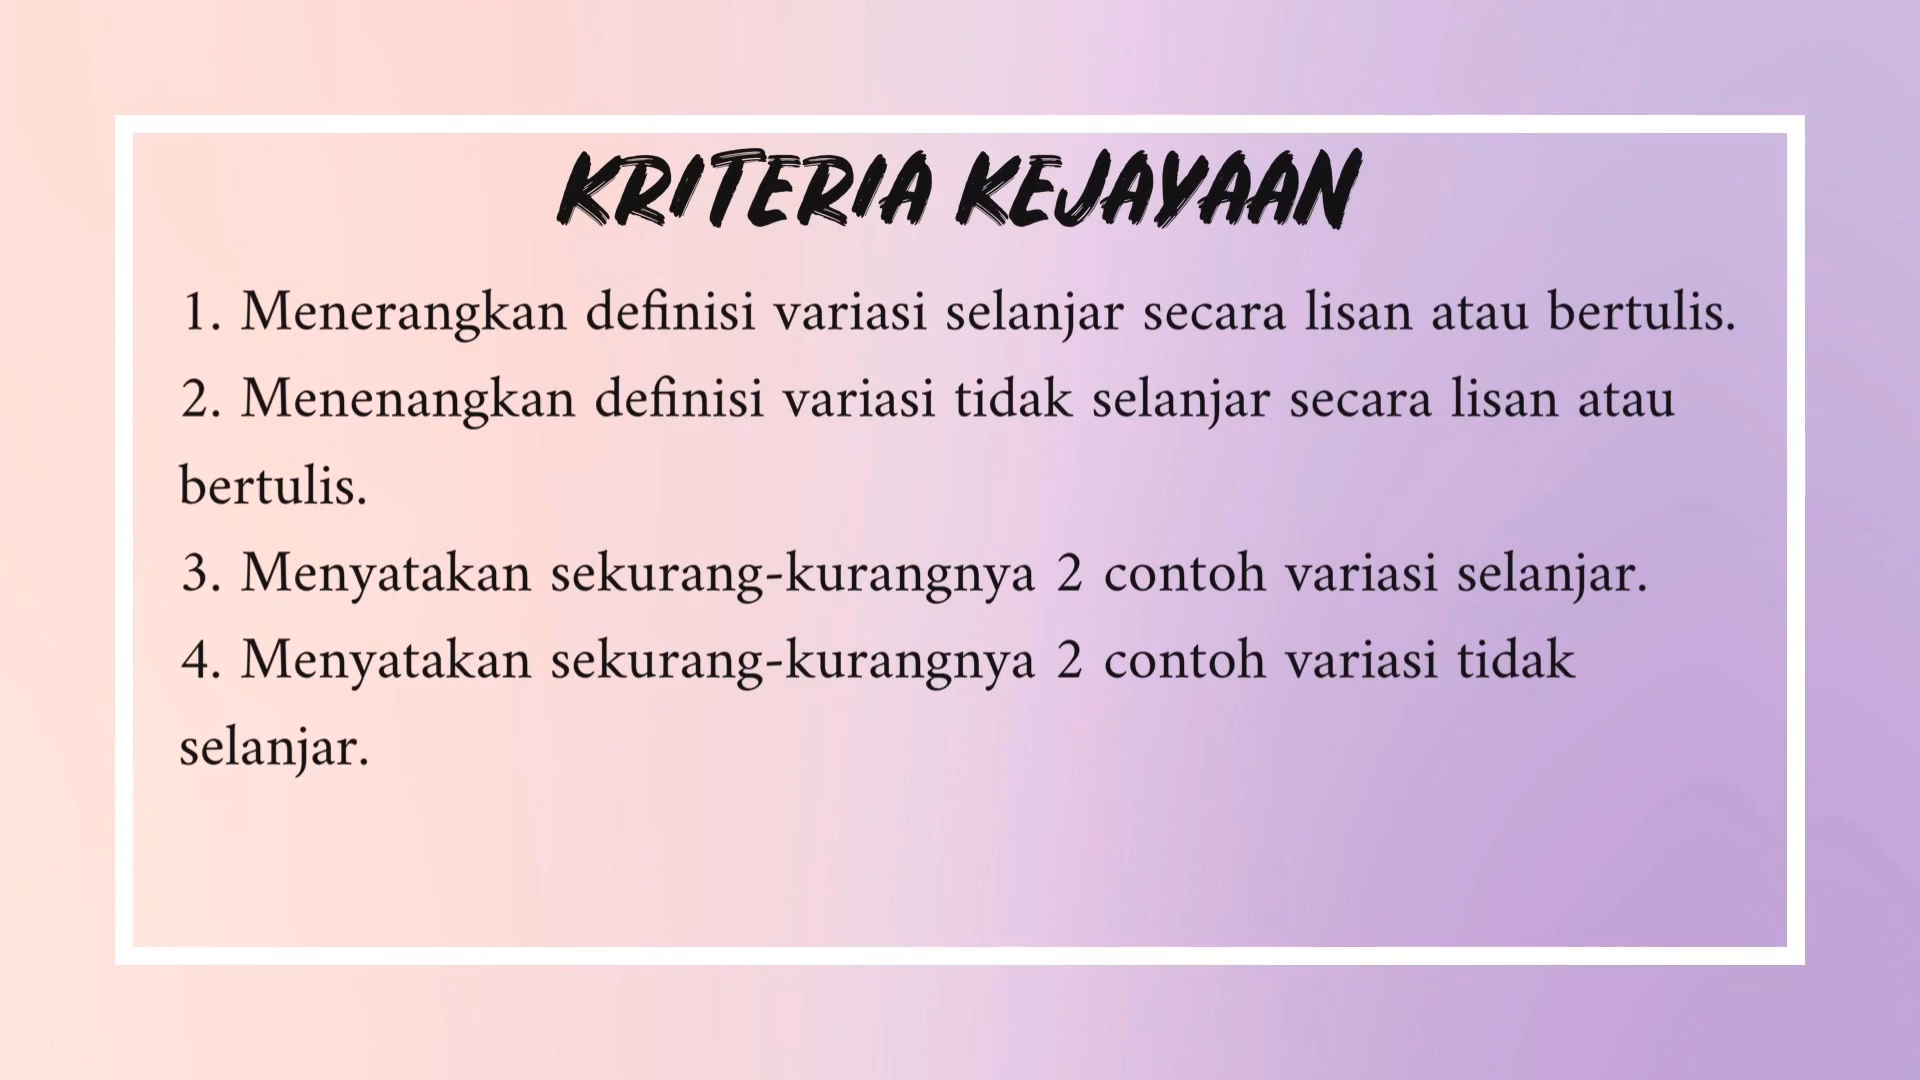 KRITERIA KEJAYAAN
1. Menerangkan definisi variasi selanjar secara lisan atau bertulis.
2. Menenangkan definisi variasi tidak selanjar secara lisan atau
bertulis.
3. Menyatakan sekurang-kurangnya 2 contoh variasi selanjar.
4. Menyatakan sekurang-kurangnya 2 contoh variasi tidak
selanjar.